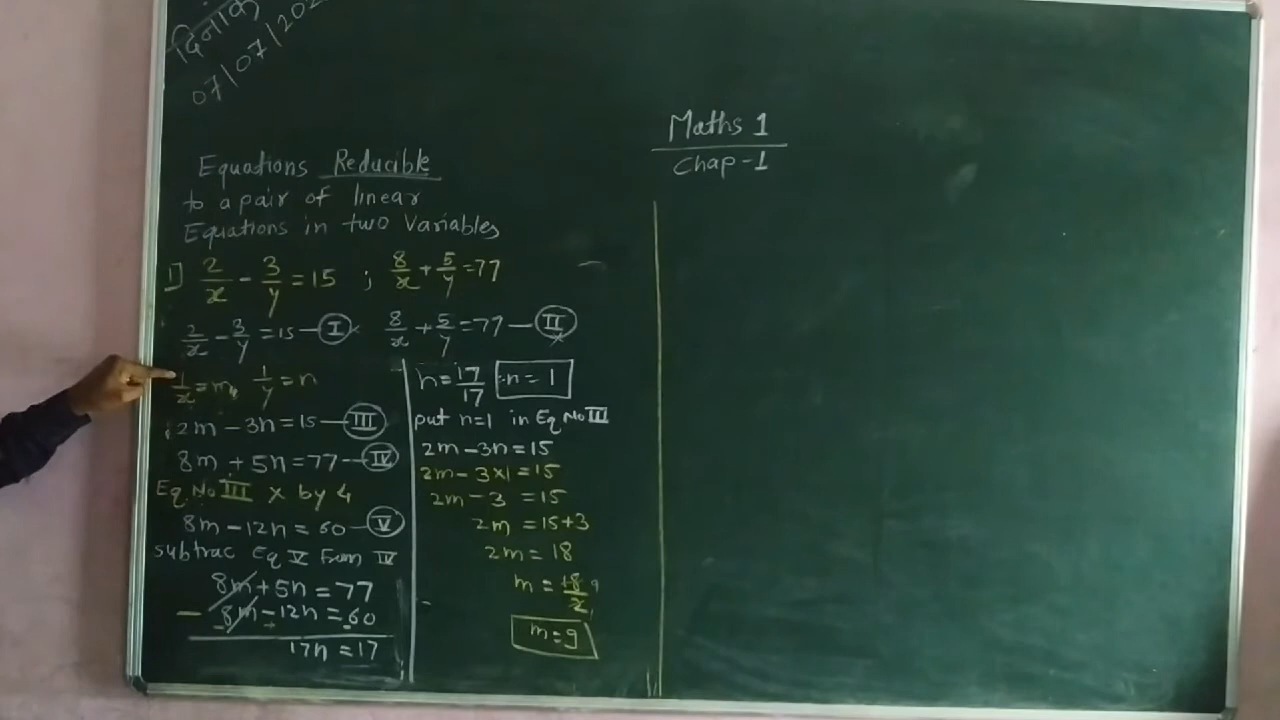 दिनांक
07/07/202
Maths 1
Chap-1
Equations Reducible
to a pair of linear
Equations in two Variables
1] 2/x - 3/y = 15 ; 8/x + 5/y = 77
2/x - 3/y = 15 — I 8/x + 5/y = 77 — II
1/x = m, 1/y = n
2m - 3n = 15 — III
8m + 5n = 77 — IV
Eq No III x by 4
8m - 12n = 60 — V
subtrac Eq V From IV
8m + 5n = 77
- 8m - 12n = 60
17n = 17
n = 17/17 n = 1
put n=1 in Eq No III
2m - 3n = 15
2m - 3x1 = 15
2m - 3 = 15
2m = 15+3
2m = 18
m = 18/2 9
m = 9